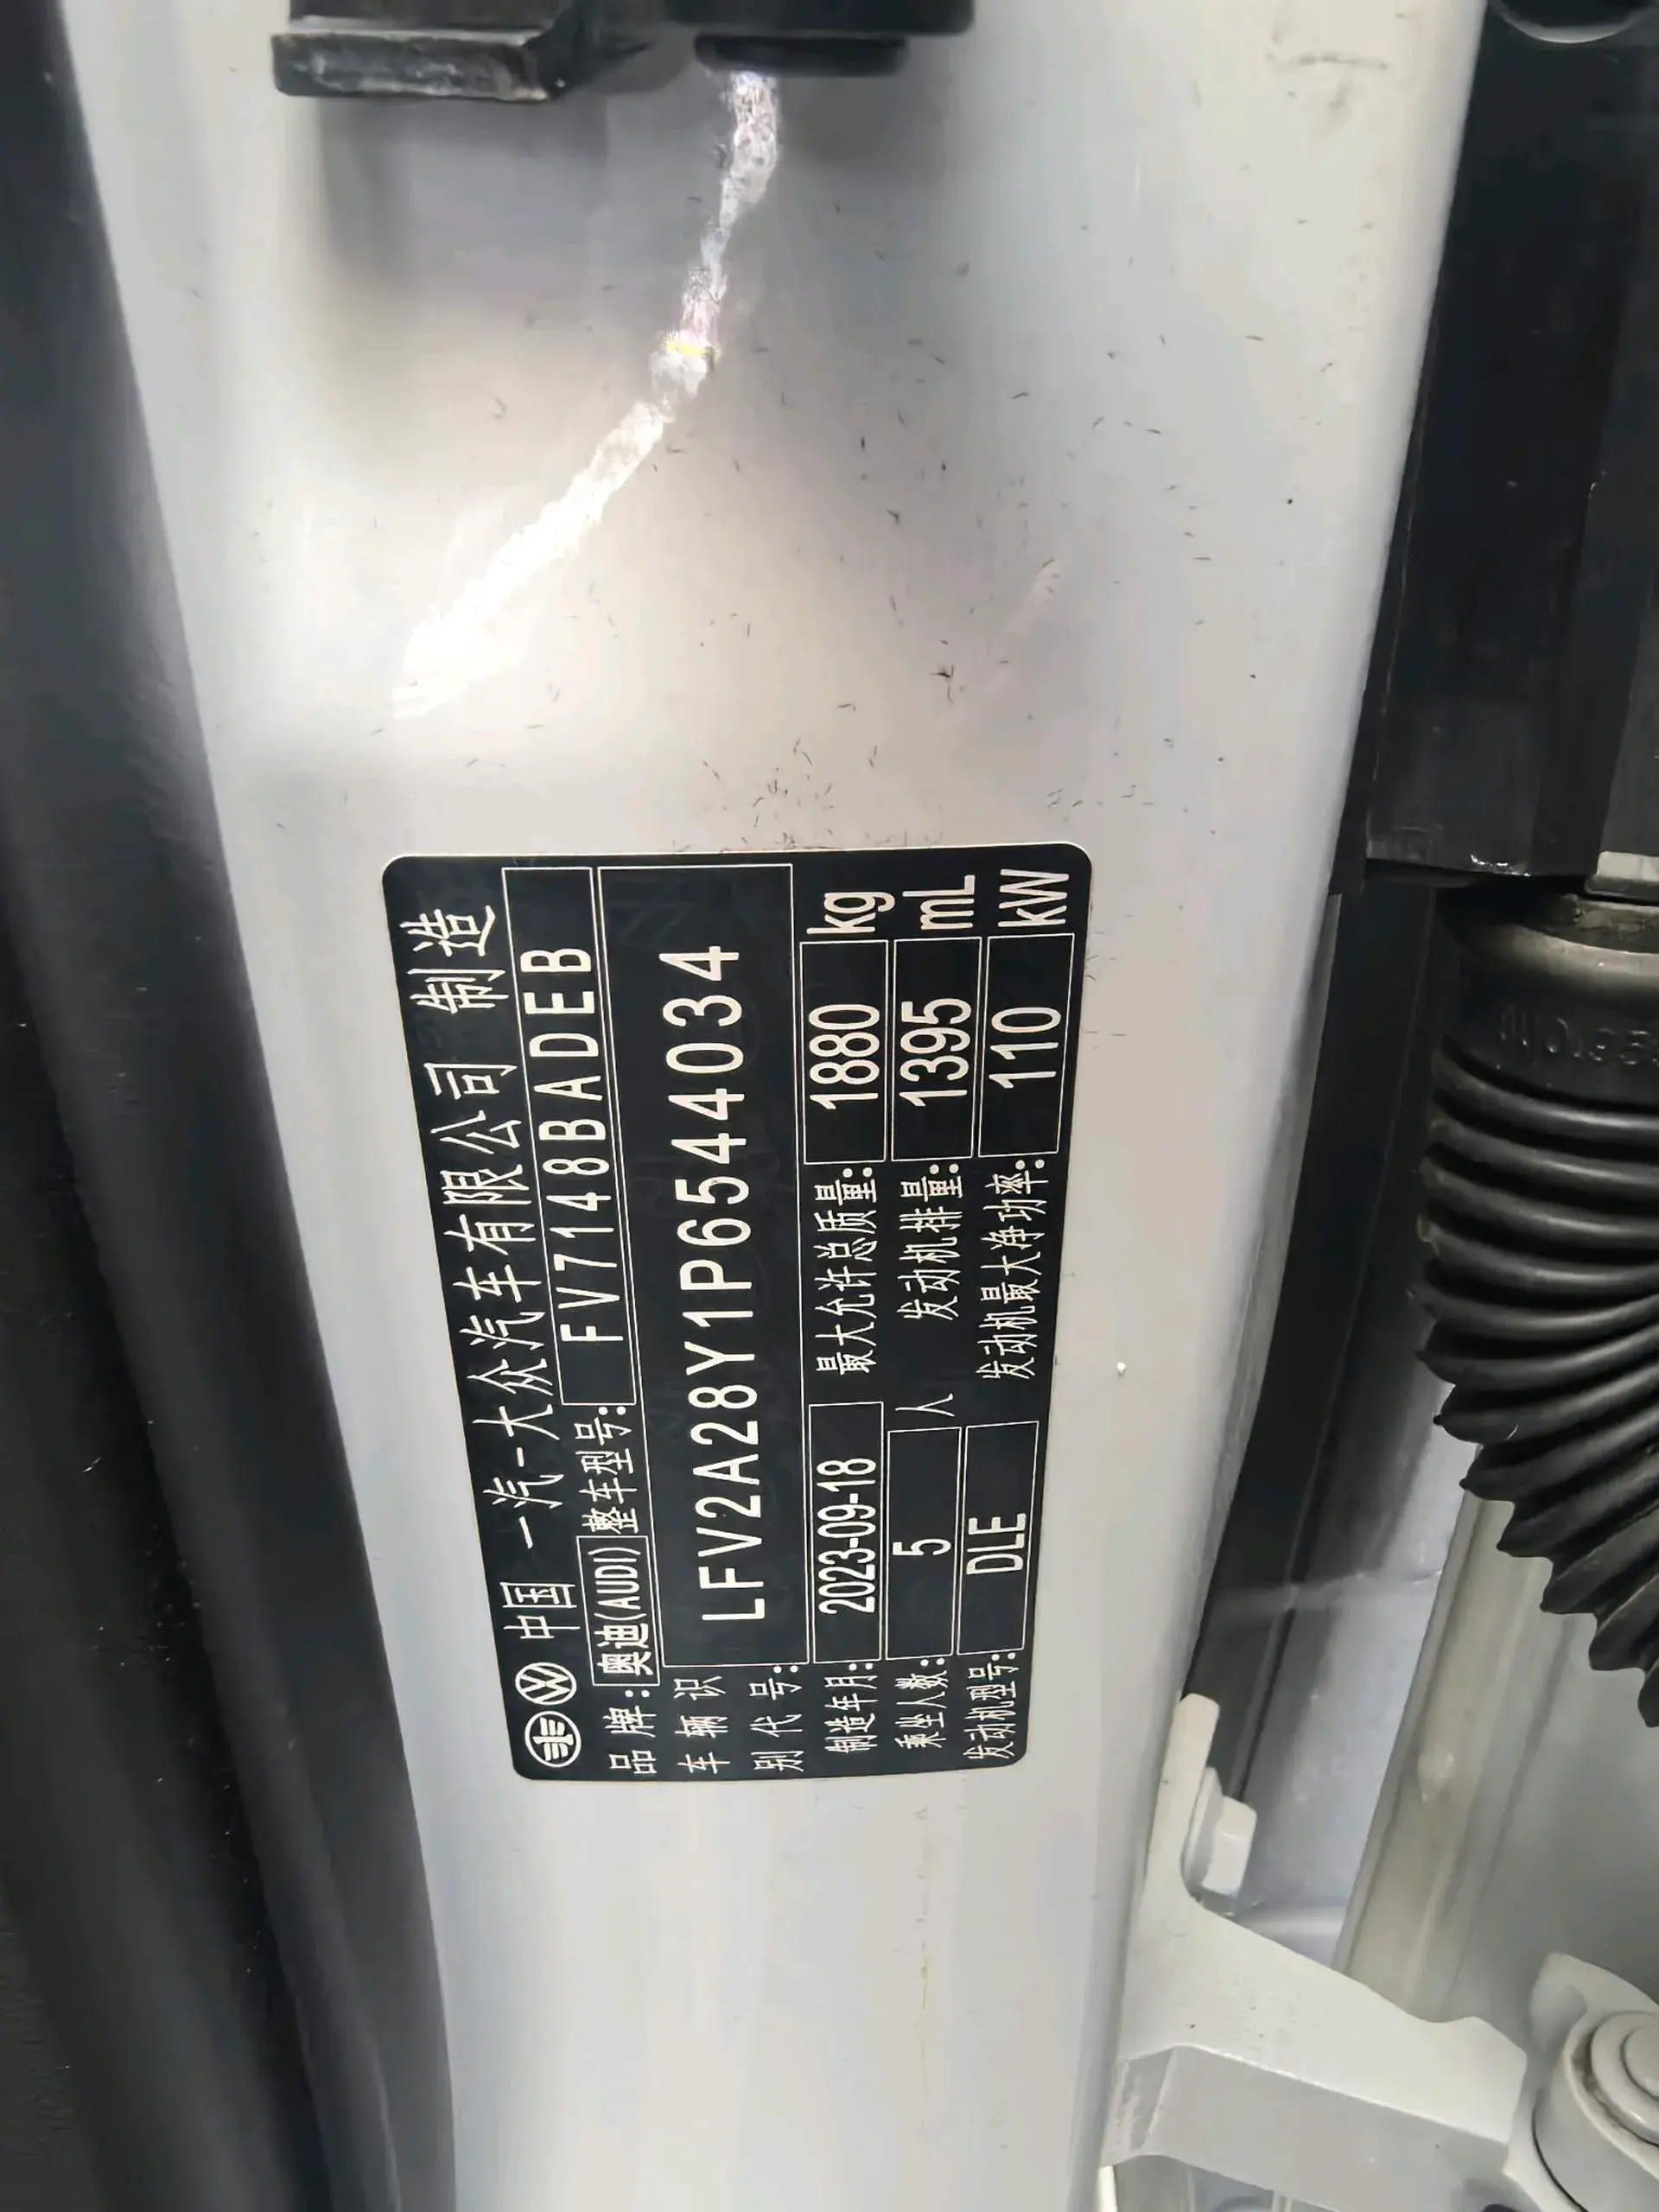 中国 一汽-大众汽车有限公司 制造
品牌: 奥迪(AUDI) 整车型号: FV7148BADEB
车辆识别代号: LFV2A28Y1P6544034
制造年月: 2023-09-18 最大允许总质量: 1880 kg
乘坐人数: 5 人 发动机排量: 1395 mL
发动机型号: DLE 发动机最大净功率: 110 kW